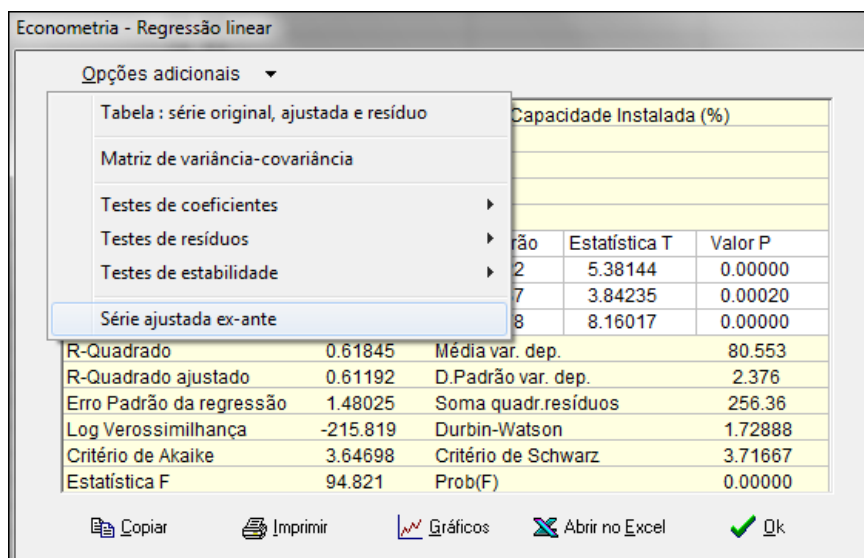 Econometria - Regressão linear
Opções adicionais
Tabela : série original, ajustada e resíduo
Capacidade Instalada (%)
Matriz de variância-covariância
Testes de coeficientes
Testes de resíduos
rão Estatística T Valor P
Testes de estabilidade
2 5.38144 0.00000
7 3.84235 0.00020
Série ajustada ex-ante
8 8.16017 0.00000
R-Quadrado 0.61845 Média var. dep. 80.553
R-Quadrado ajustado 0.61192 D.Padrão var. dep. 2.376
Erro Padrão da regressão 1.48025 Soma quadr.resíduos 256.36
Log Verossimilhança -215.819 Durbin-Watson 1.72888
Critério de Akaike 3.64698 Critério de Schwarz 3.71667
Estatística F 94.821 Prob(F) 0.00000
Copiar Imprimir Gráficos Abrir no Excel Ok